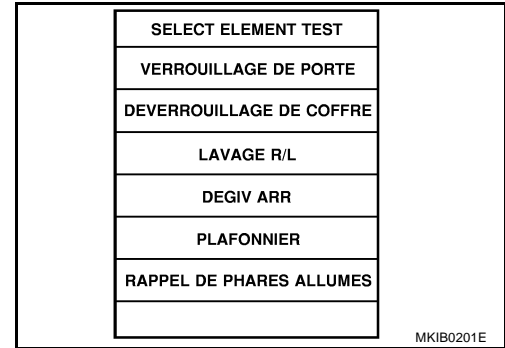 SELECT ELEMENT TEST
VERROUILLAGE DE PORTE
DEVERROUILLAGE DE COFFRE
LAVAGE R/L
DEGIV ARR
PLAFONNIER
RAPPEL DE PHARES ALLUMES
MKIB0201E